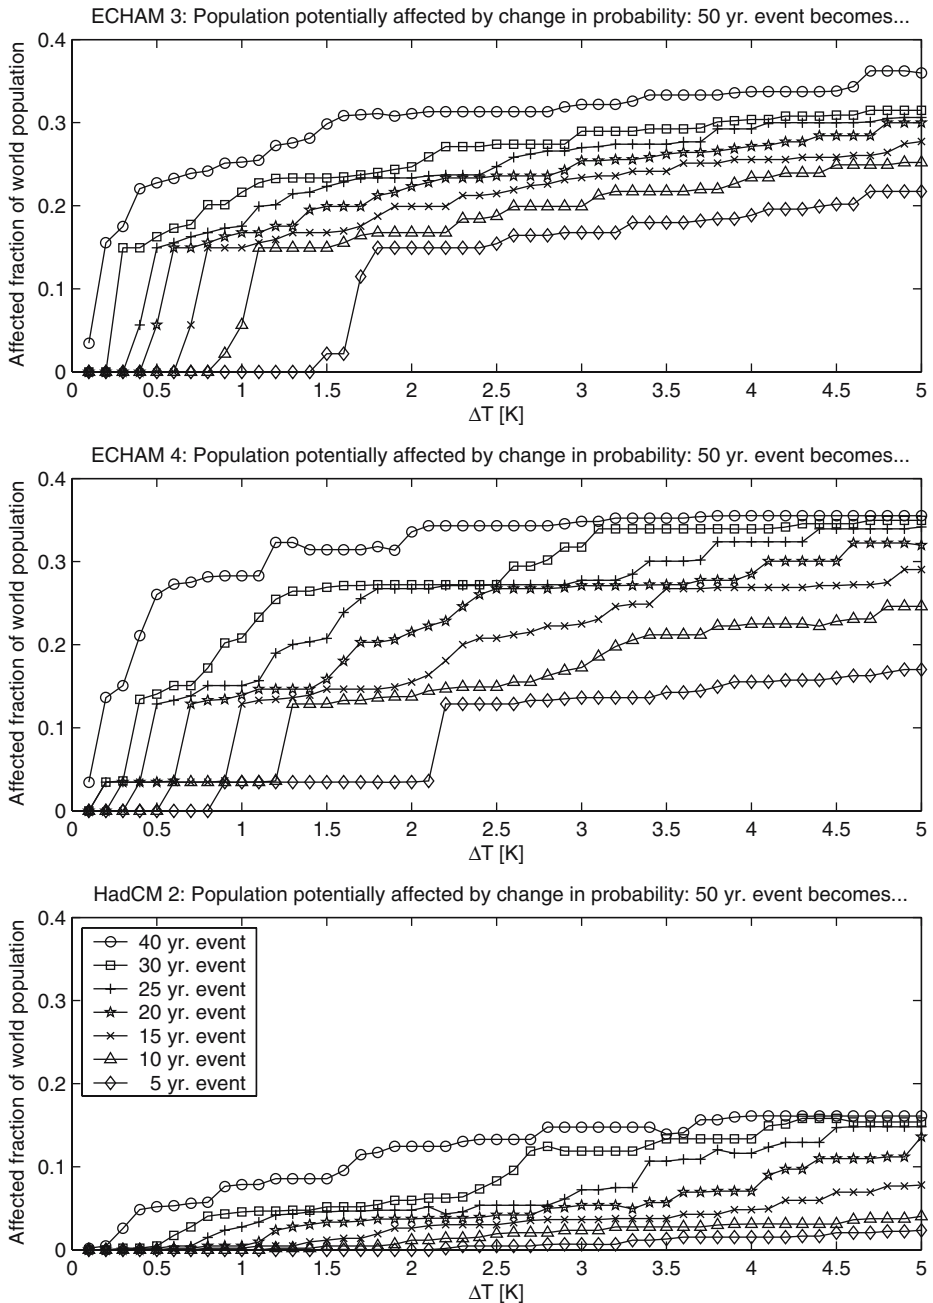 ECHAM 3: Population potentially affected by change in probability: 50 yr. event becomes...
Affected fraction of world population
0.4
0.3
0.2
0.1
0
0 0.5 1 1.5 2 2.5 3 3.5 4 4.5 5
ΔT [K]
ECHAM 4: Population potentially affected by change in probability: 50 yr. event becomes...
Affected fraction of world population
0.4
0.3
0.2
0.1
0
0 0.5 1 1.5 2 2.5 3 3.5 4 4.5 5
ΔT [K]
HadCM 2: Population potentially affected by change in probability: 50 yr. event becomes...
Affected fraction of world population
0.4
0.3
0.2
0.1
0
40 yr. event
30 yr. event
25 yr. event
20 yr. event
15 yr. event
10 yr. event
5 yr. event
0 0.5 1 1.5 2 2.5 3 3.5 4 4.5 5
ΔT [K]